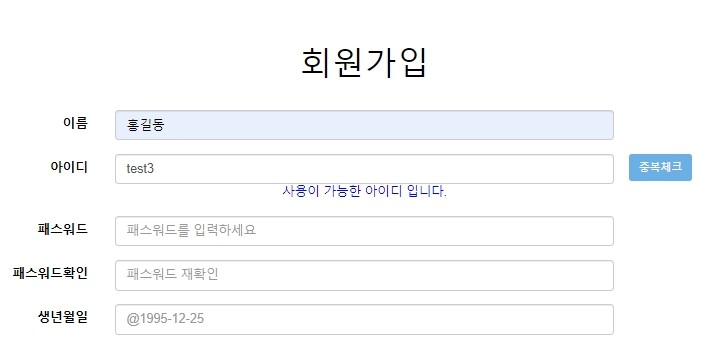 회원가입
이름 홍길동
아이디 test3 중복체크
사용이 가능한 아이디 입니다.
패스워드 패스워드를 입력하세요
패스워드확인 패스워드 재확인
생년월일 @1995-12-25